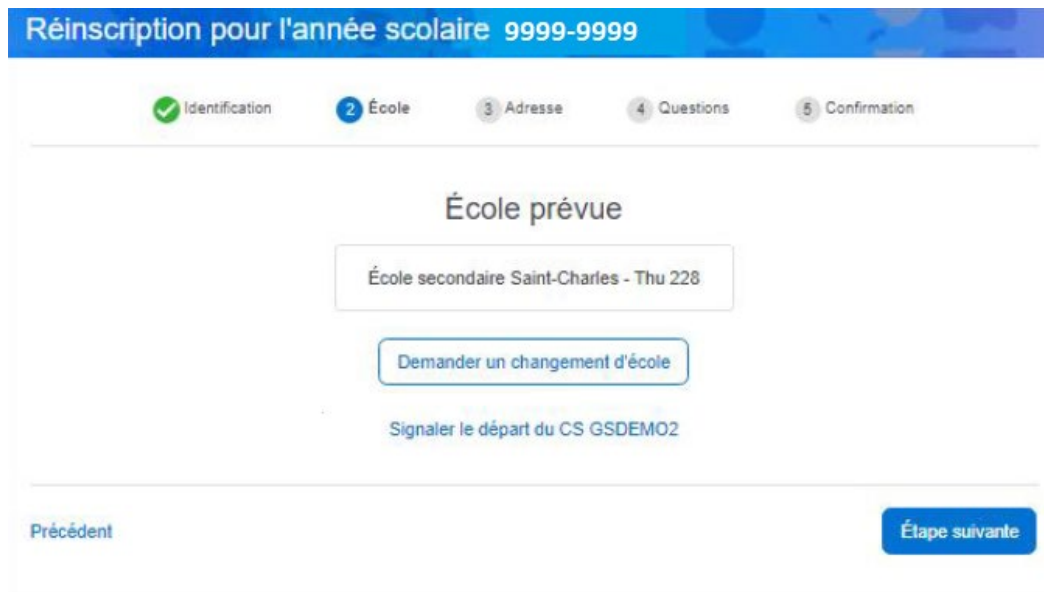 Réinscription pour l'année scolaire 9999-9999
Identification
2 École
3 Adresse
4 Questions
5 Confirmation
École prévue
École secondaire Saint-Charles - Thu 228
Demander un changement d'école
Signaler le départ du CS GSDEMO2
Précédent
Étape suivante